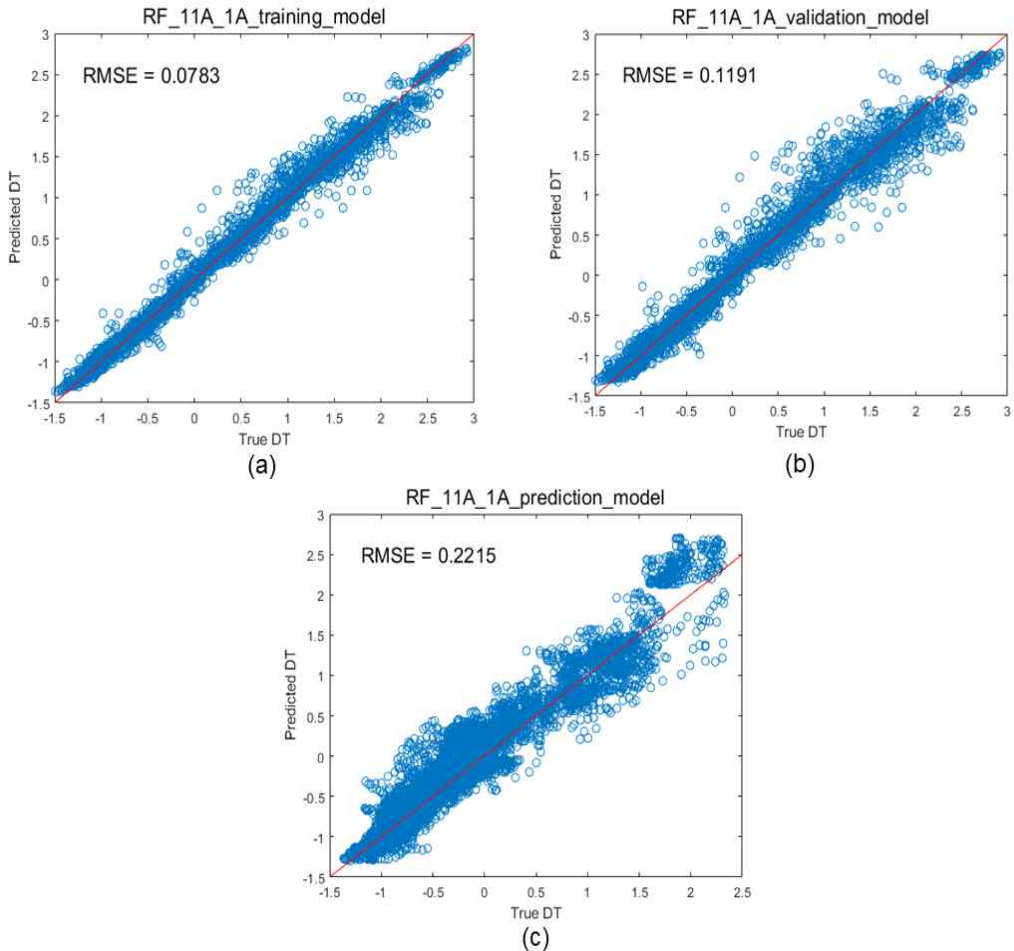 RF_11A_1A_training_model
3
2.5
2
1.5
1
0.5
0
-0.5
-1
-1.5
RMSE = 0.0783
Predicted DT
-1.5 -1 -0.5 0 0.5 1 1.5 2 2.5 3
True DT
(a)
RF_11A_1A_validation_model
3
2.5
2
1.5
1
0.5
0
-0.5
-1
-1.5
RMSE = 0.1191
Predicted DT
-1.5 -1 -0.5 0 0.5 1 1.5 2 2.5 3
True DT
(b)
RF_11A_1A_prediction_model
3
2.5
2
1.5
1
0.5
0
-0.5
-1
-1.5
RMSE = 0.2215
Predicted DT
-1.5 -1 -0.5 0 0.5 1 1.5 2 2.5
True DT
(c)